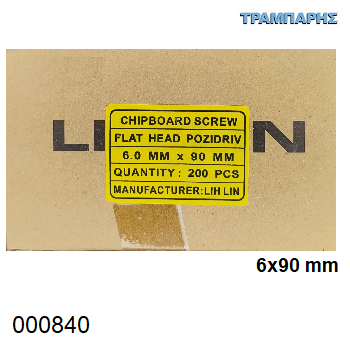 ΤΡΑΜΠΑΡΗΣ
CHIPBOARD SCREW
FLAT HEAD POZIDRIV
6.0 MM x 90 MM
QUANTITY: 200 PCS
MANUFACTURER:LIH LIN
6x90 mm
000840